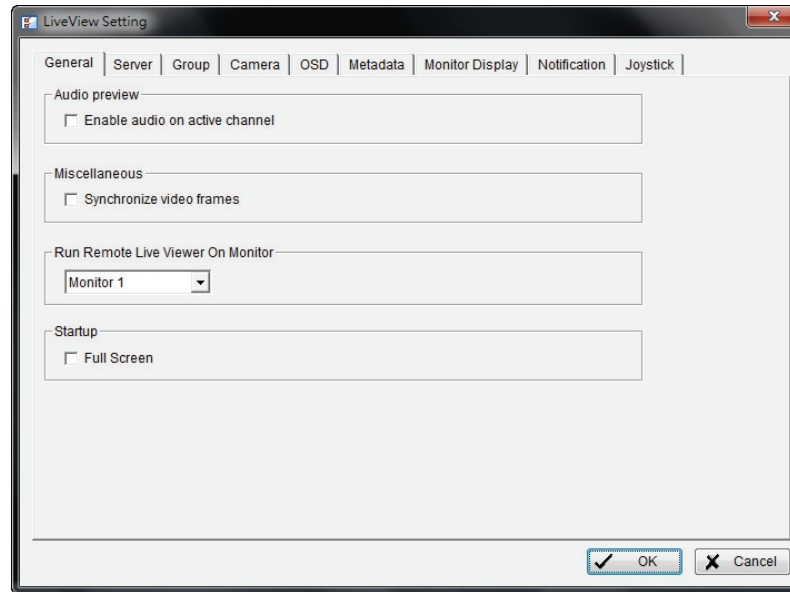 LiveView Setting
General Server Group Camera OSD Metadata Monitor Display Notification Joystick
Audio preview
Enable audio on active channel
Miscellaneous
Synchronize video frames
Run Remote Live Viewer On Monitor
Monitor 1
Startup
Full Screen
OK Cancel